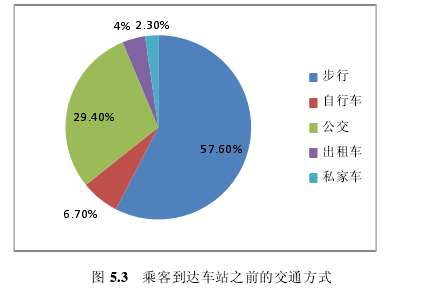 4% 2.30%
29.40%
57.60%
6.70%
步行
自行车
公交
出租车
私家车
图 5.3 乘客到达车站之前的交通方式